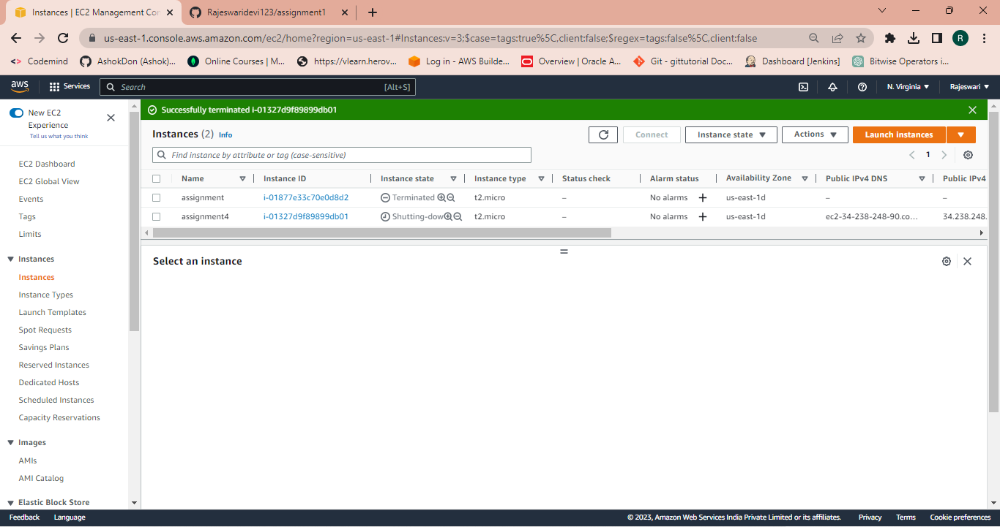 Instances | EC2 Management Con
Rajeswaridevi123/assignment1
us-east-1.console.aws.amazon.com/ec2/home?region=us-east-1#Instances:v=3;$case=tags:true%5C,client:false;$regex=tags:false%5C,client:false
R
Codemind
AshokDon (Ashok)...
Online Courses | M...
https://vlearn.herov...
Log in - AWS Builde...
Overview | Oracle A...
Git - gittutorial Doc...
Dashboard [Jenkins]
Bitwise Operators i...
aws
Services
Search
[Alt+S]
N. Virginia
Rajeswari
New EC2
Experience
Tell us what you think
EC2 Dashboard
EC2 Global View
Events
Tags
Limits
Instances
Instances
Instance Types
Launch Templates
Spot Requests
Savings Plans
Reserved Instances
Dedicated Hosts
Scheduled Instances
Capacity Reservations
Images
AMIs
AMI Catalog
Elastic Block Store
Successfully terminated i-01327d9f89899db01
Instances (2) Info
Connect
Instance state
Actions
Launch instances
Find instance by attribute or tag (case-sensitive)
1
Name Instance ID Instance state Instance type Status check Alarm status Availability Zone Public IPv4 DNS Public IPv4
assignment i-01877e33c70e0d8d2 Terminated t2.micro – No alarms + us-east-1d – –
assignment4 i-01327d9f89899db01 Shutting-dow t2.micro – No alarms + us-east-1d ec2-34-238-248-90.co... 34.238.248.
Select an instance
Feedback Language © 2023, Amazon Web Services India Private Limited or its affiliates. Privacy Terms Cookie preferences